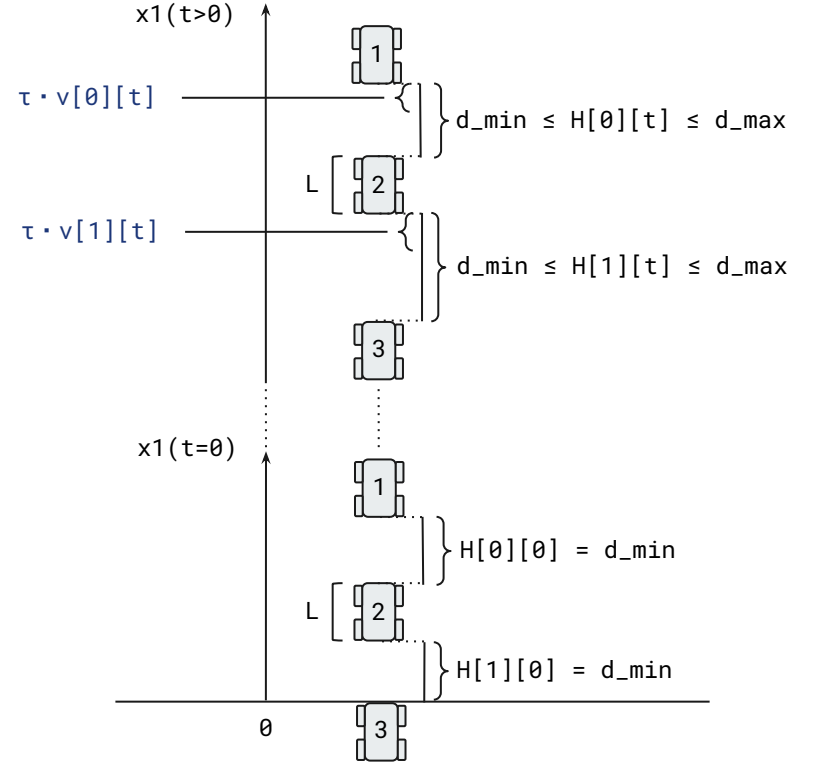 x1(t>0)
1
τ·v[0][t]
d_min ≤ H[0][t] ≤ d_max
L
2
τ·v[1][t]
d_min ≤ H[1][t] ≤ d_max
3
x1(t=0)
1
H[0][0] = d_min
L
2
H[1][0] = d_min
0
3